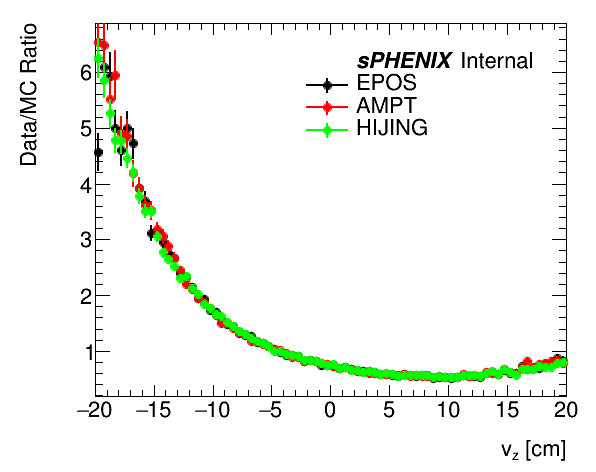 Data/MC Ratio
sPHENIX Internal
EPOS
AMPT
HIJING
6
5
4
3
2
1
−20 −15 −10 −5 0 5 10 15 20
v_z [cm]